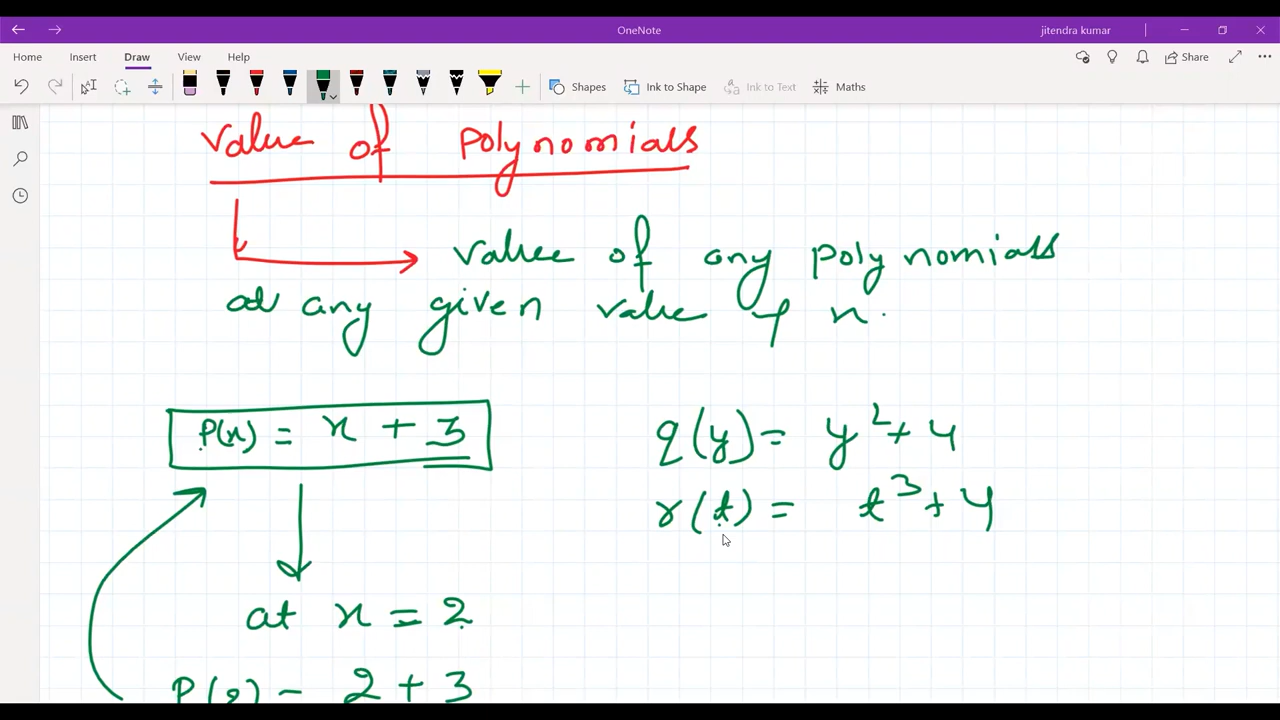 OneNote
jitendra kumar
Home Insert Draw View Help Share
Shapes Ink to Shape Ink to Text Maths
Value of Polynomials
Value of any polynomials
at any given value of x.
P(x) = x + 3
q(y) = y² + 4
r(t) = t³ + 4
at x = 2
P(2) = 2 + 3